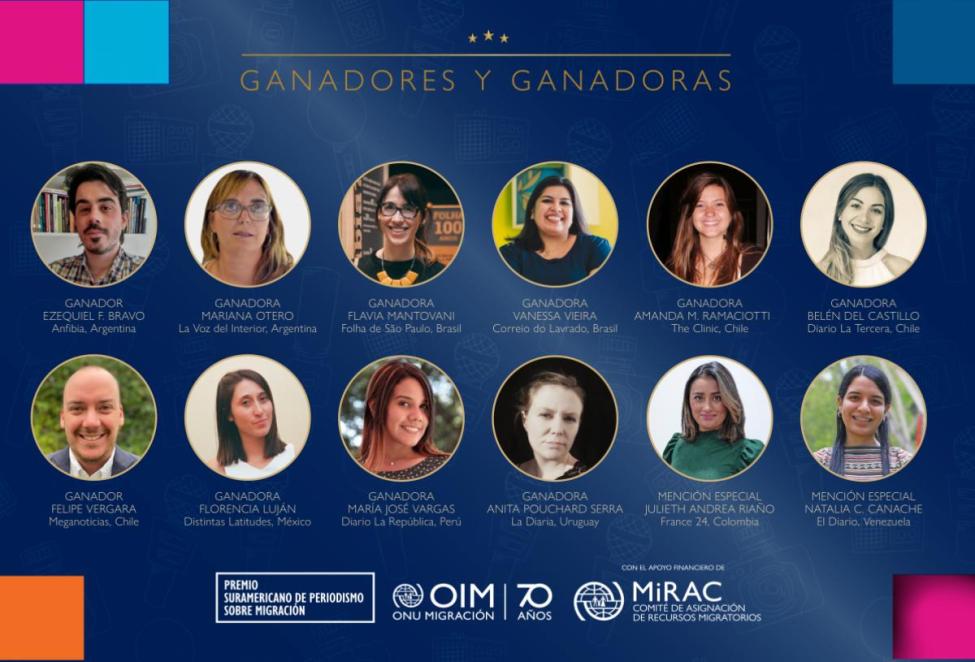 GANADORES Y GANADORAS
GANADOR
EZEQUIEL F. BRAVO
Anfibia, Argentina
GANADORA
MARIANA OTERO
La Voz del Interior, Argentina
GANADORA
FLAVIA MANTOVANI
Folha de São Paulo, Brasil
GANADORA
VANESSA VIEIRA
Correio do Lavrado, Brasil
GANADORA
AMANDA M. RAMACIOTTI
The Clinic, Chile
GANADORA
BELÉN DEL CASTILLO
Diario La Tercera, Chile
FOLHA
100
GANADOR
FELIPE VERGARA
Meganoticias, Chile
GANADORA
FLORENCIA LUJÁN
Distintas Latitudes, México
GANADORA
MARÍA JOSÉ VARGAS
Diario La República, Perú
GANADORA
ANITA POUCHARD SERRA
La Diaria, Uruguay
MENCIÓN ESPECIAL
JULIETH ANDREA RIAÑO
France 24, Colombia
MENCIÓN ESPECIAL
NATALIA C. CANACHE
El Diario, Venezuela
PREMIO
SURAMERICANO DE PERIODISMO
SOBRE MIGRACIÓN
OIM
ONU MIGRACIÓN
70
AÑOS
CON EL APOYO FINANCIERO DE
MiRAC
COMITÉ DE ASIGNACIÓN
DE RECURSOS MIGRATORIOS